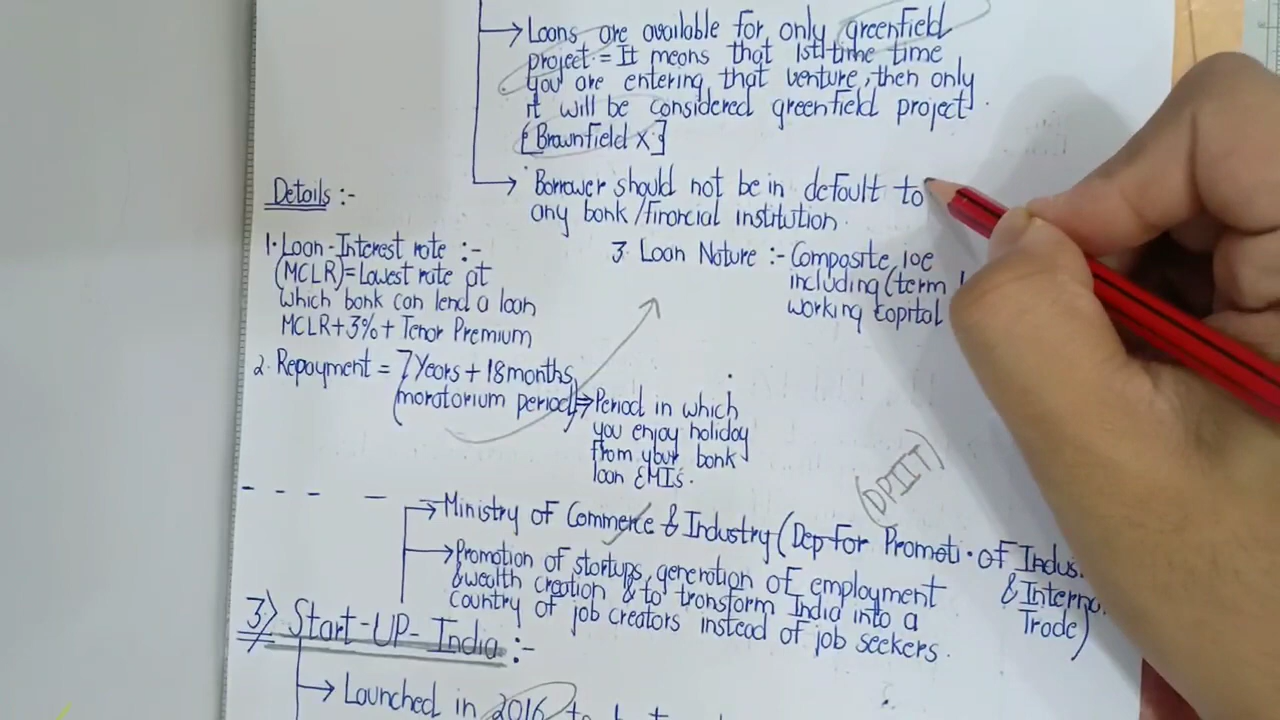 → Loans are available for only greenfield
project = It means that 1st time time
you are entering that venture, then only
it will be considered greenfield project.
[Brownfield X]
→ Borrower should not be in default to
any bank/financial institution.
Details :-
1. Loan-Interest rate :-
(MCLR)=Lowest rate at
which bank can lend a loan
MCLR+3%+Tenor Premium
2. Repayment = 7 Years + 18 months
(moratorium period)
⇒ Period in which
you enjoy holiday
from your bank
loan EMIs.
3. Loan Nature :- Composite
including (term
working capital
(DPIIT)
→ Ministry of Commerce & Industry (Dep for Promoti. of Indus.
& Interna.
Trade)
→ Promotion of startups, generation of employment
& wealth creation & to transform India into a
country of job creators instead of job seekers.
3) Start-UP-India :-
→ Launched in 2016 to